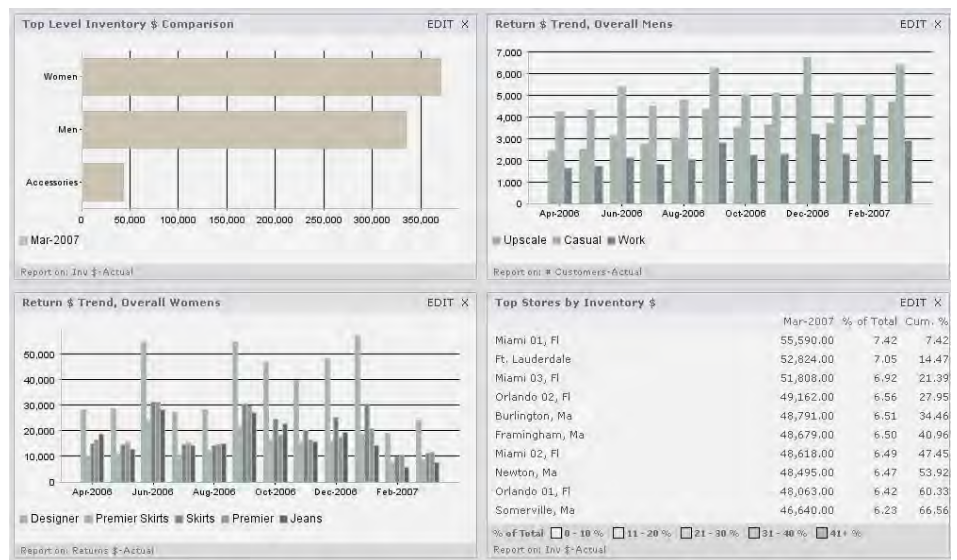 Top Level Inventory $ Comparison EDIT X
Women
Men
Accessories
0 50,000 100,000 150,000 200,000 250,000 300,000 350,000
Mar-2007
Report on: Inv $-Actual
Return $ Trend, Overall Mens EDIT X
7,000
6,000
5,000
4,000
3,000
2,000
1,000
0
Apr-2006 Jun-2006 Aug-2006 Oct-2006 Dec-2006 Feb-2007
Upscale Casual Work
Report on: # Customers-Actual
Return $ Trend, Overall Womens EDIT X
50,000
40,000
30,000
20,000
10,000
0
Apr-2006 Jun-2006 Aug-2006 Oct-2006 Dec-2006 Feb-2007
Designer Premier Skirts Skirts Premier Jeans
Report on: Returns $-Actual
Top Stores by Inventory $ EDIT X
Mar-2007 % of Total Cum. %
Miami 01, Fl 55,590.00 7.42 7.42
Ft. Lauderdale 52,824.00 7.05 14.47
Miami 03, Fl 51,808.00 6.92 21.39
Orlando 02, Fl 49,162.00 6.56 27.95
Burlington, Ma 48,791.00 6.51 34.46
Framingham, Ma 48,679.00 6.50 40.96
Miami 02, Fl 48,618.00 6.49 47.45
Newton, Ma 48,495.00 6.47 53.92
Orlando 01, Fl 48,063.00 6.42 60.33
Somerville, Ma 46,640.00 6.23 66.56
% of Total 0 - 10 % 11 - 20 % 21 - 30 % 31 - 40 % 41+ %
Report on: Inv $-Actual